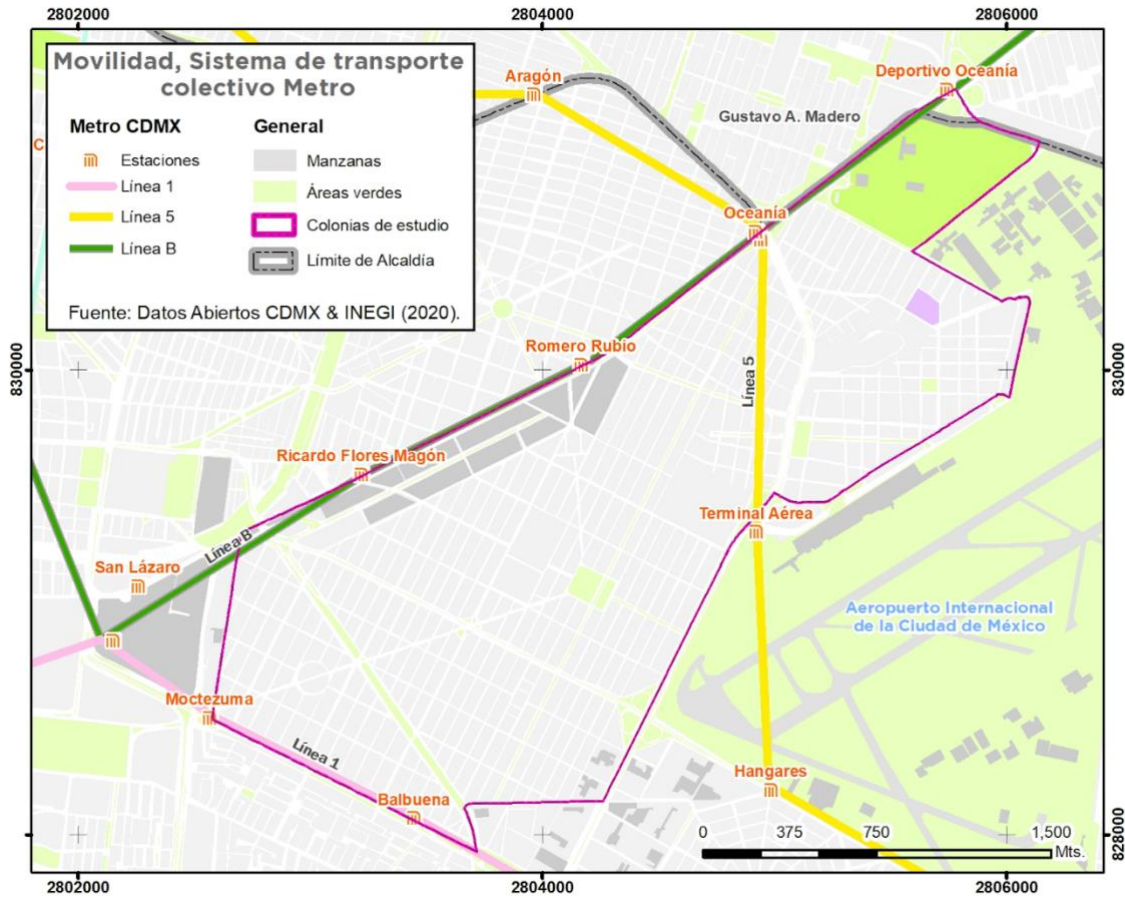 2802000
2804000
2806000
Movilidad, Sistema de transporte
colectivo Metro
Metro CDMX
General
Estaciones
Línea 1
Línea 5
Línea B
Manzanas
Áreas verdes
Colonias de estudio
Límite de Alcaldía
Fuente: Datos Abiertos CDMX & INEGI (2020).
C
Aragón
Deportivo Oceanía
Gustavo A. Madero
Oceanía
Romero Rubio
830000
830000
Línea 5
Ricardo Flores Magón
Terminal Aérea
Línea B
San Lázaro
Aeropuerto Internacional
de la Ciudad de México
Moctezuma
Línea 1
Hangares
Balbuena
0
375
750
1,500
Mts.
828000
2802000
2804000
2806000